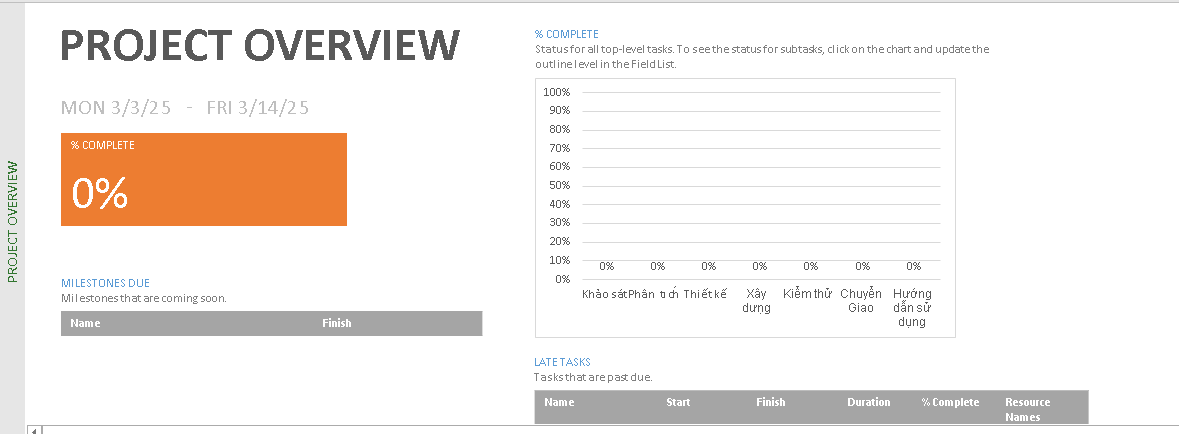 PROJECT OVERVIEW
PROJECT OVERVIEW
MON 3/3/25 - FRI 3/14/25
% COMPLETE
0%
MILESTONES DUE
Milestones that are coming soon.
Name Finish
% COMPLETE
Status for all top-level tasks. To see the status for subtasks, click on the chart and update the
outline level in the Field List.
100%
90%
80%
70%
60%
50%
40%
30%
20%
10%
0%
0% 0% 0% 0% 0% 0% 0%
Khảo sát Phân tích Thiết kế Xây Kiểm thử Chuyển Hướng
dựng Giao dẫn sử
dụng
LATE TASKS
Tasks that are past due.
Name Start Finish Duration % Complete Resource
Names